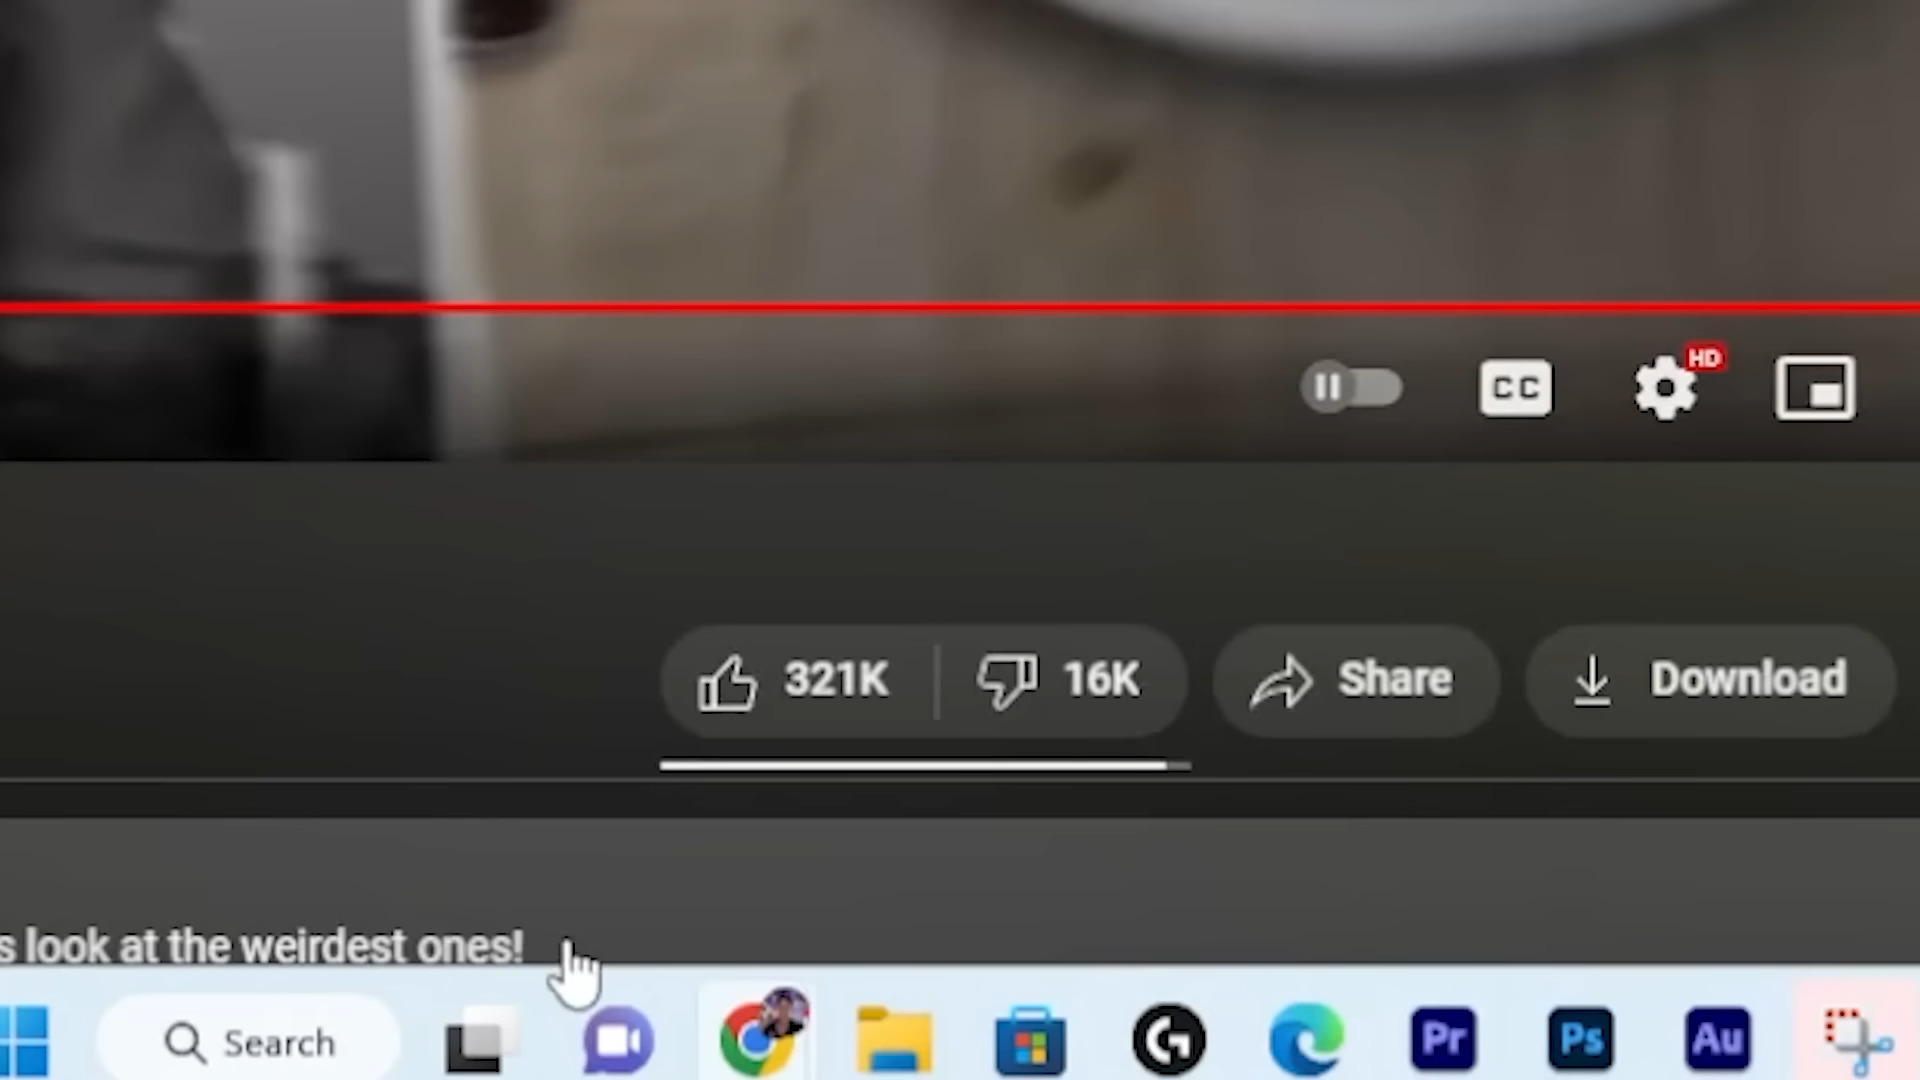 HD
CC
321K 16K Share Download
s look at the weirdest ones!
Search Pr Ps Au